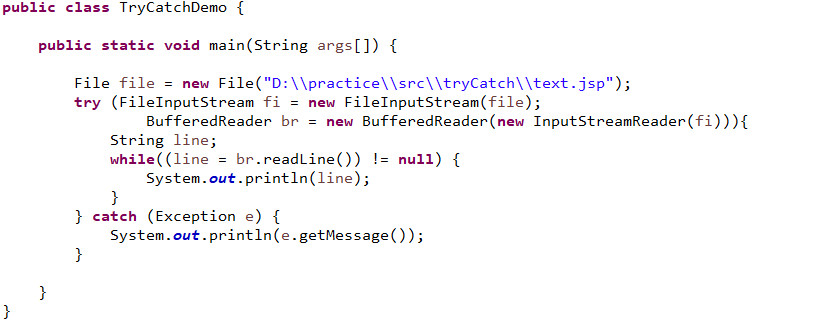 public class TryCatchDemo {
public static void main(String args[]) {
File file = new File("D:\\practice\\src\\tryCatch\\text.jsp");
try (FileInputStream fi = new FileInputStream(file);
BufferedReader br = new BufferedReader(new InputStreamReader(fi))){
String line;
while((line = br.readLine()) != null) {
System.out.println(line);
}
} catch (Exception e) {
System.out.println(e.getMessage());
}
}
}